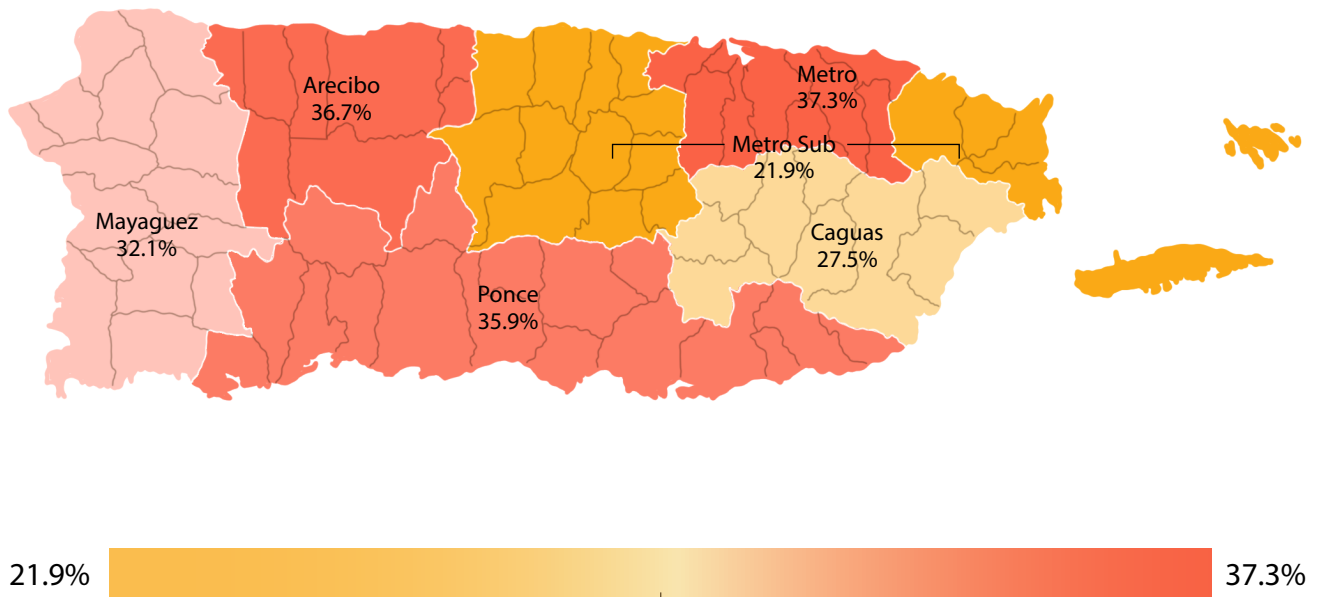 Arecibo
36.7%
Metro
37.3%
Metro Sub
21.9%
Mayaguez
32.1%
Caguas
27.5%
Ponce
35.9%
21.9%
37.3%